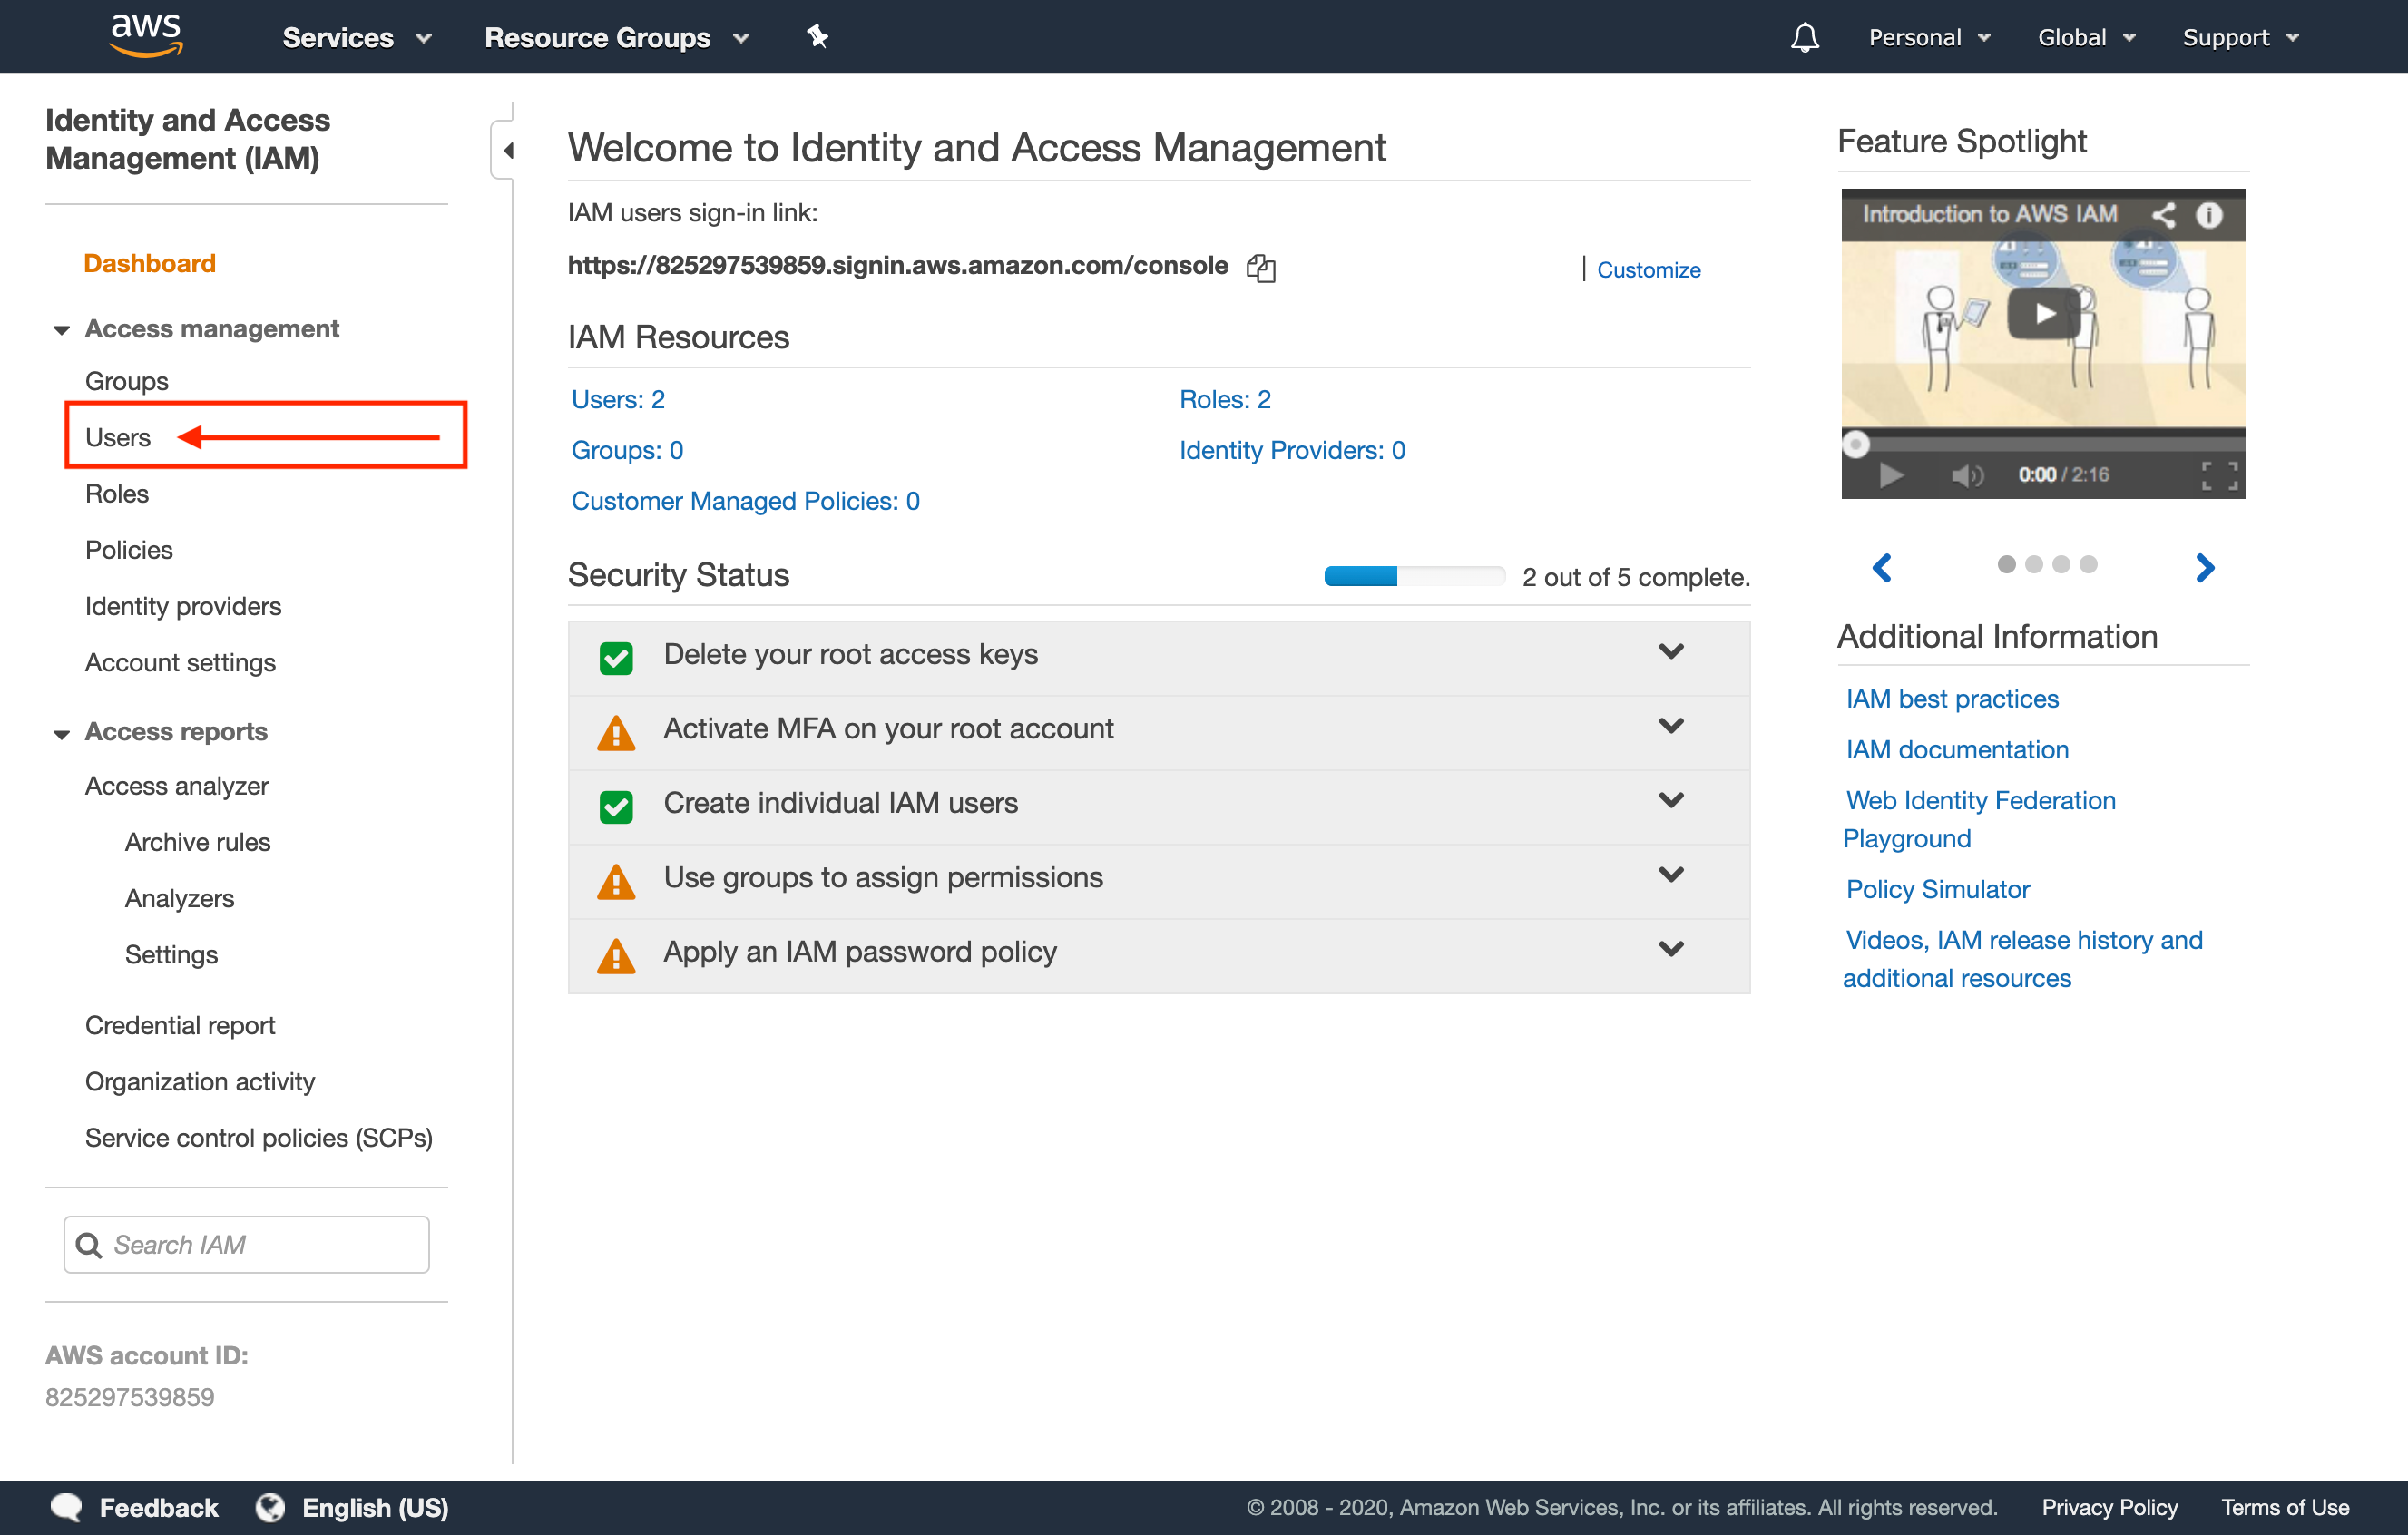 aws
Services
Resource Groups
Personal
Global
Support
Identity and Access
Management (IAM)
Dashboard
Access management
Groups
Users
Roles
Policies
Identity providers
Account settings
Access reports
Access analyzer
Archive rules
Analyzers
Settings
Credential report
Organization activity
Service control policies (SCPs)
Search IAM
AWS account ID:
825297539859
Welcome to Identity and Access Management
IAM users sign-in link:
https://825297539859.signin.aws.amazon.com/console
Customize
IAM Resources
Users: 2
Roles: 2
Groups: 0
Identity Providers: 0
Customer Managed Policies: 0
Security Status
2 out of 5 complete.
Delete your root access keys
Activate MFA on your root account
Create individual IAM users
Use groups to assign permissions
Apply an IAM password policy
Feature Spotlight
Introduction to AWS IAM
0:00 / 2:16
Additional Information
IAM best practices
IAM documentation
Web Identity Federation
Playground
Policy Simulator
Videos, IAM release history and
additional resources
Feedback
English (US)
© 2008 - 2020, Amazon Web Services, Inc. or its affiliates. All rights reserved.
Privacy Policy
Terms of Use